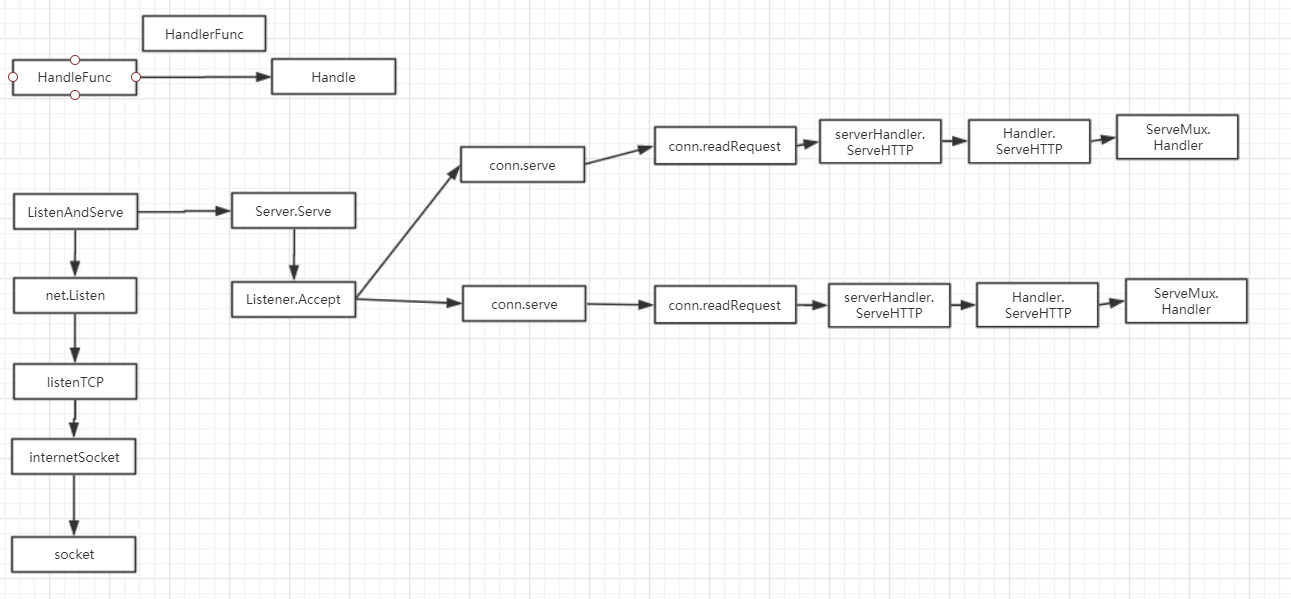 HandlerFunc
HandleFunc
Handle
conn.serve
conn.readRequest
serverHandler.
ServeHTTP
Handler.
ServeHTTP
ServeMux.
Handler
ListenAndServe
Server.Serve
net.Listen
Listener.Accept
conn.serve
conn.readRequest
serverHandler.
ServeHTTP
Handler.
ServeHTTP
ServeMux.
Handler
listenTCP
internetSocket
socket